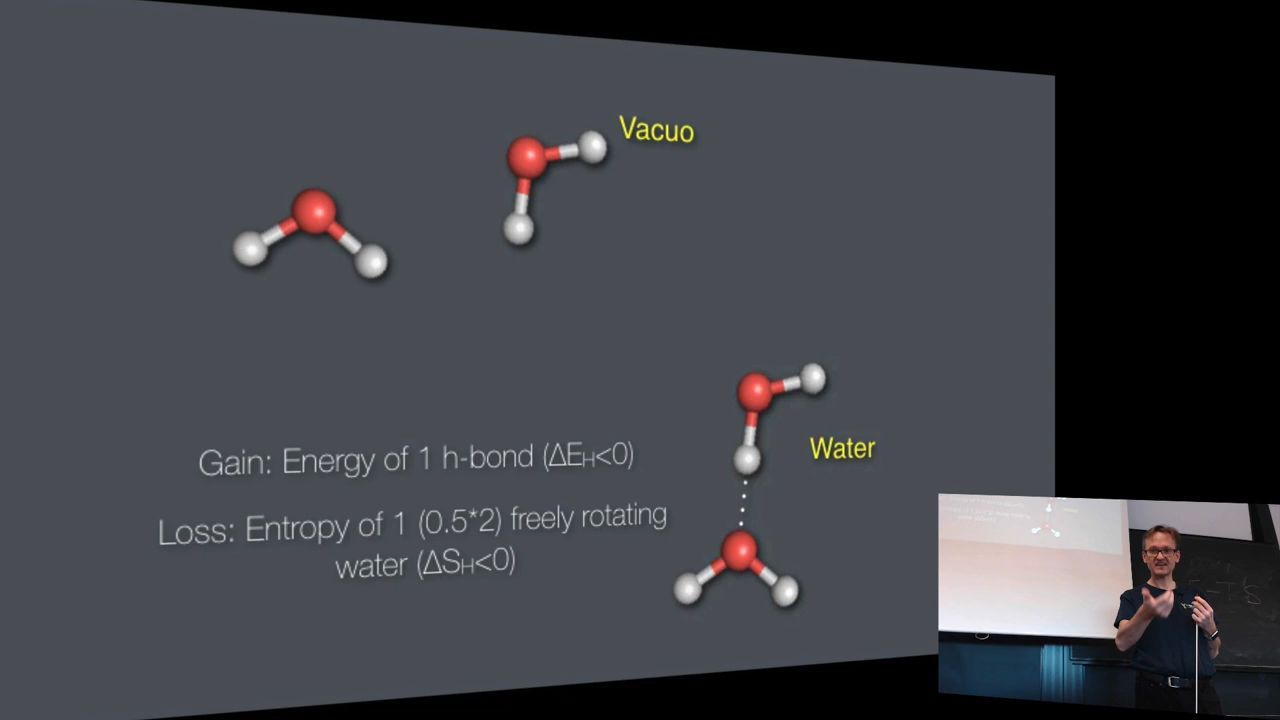 Vacuo
Water
Gain: Energy of 1 h-bond (ΔEH<0)
Loss: Entropy of 1 (0.5*2) freely rotating
water (ΔSH<0)